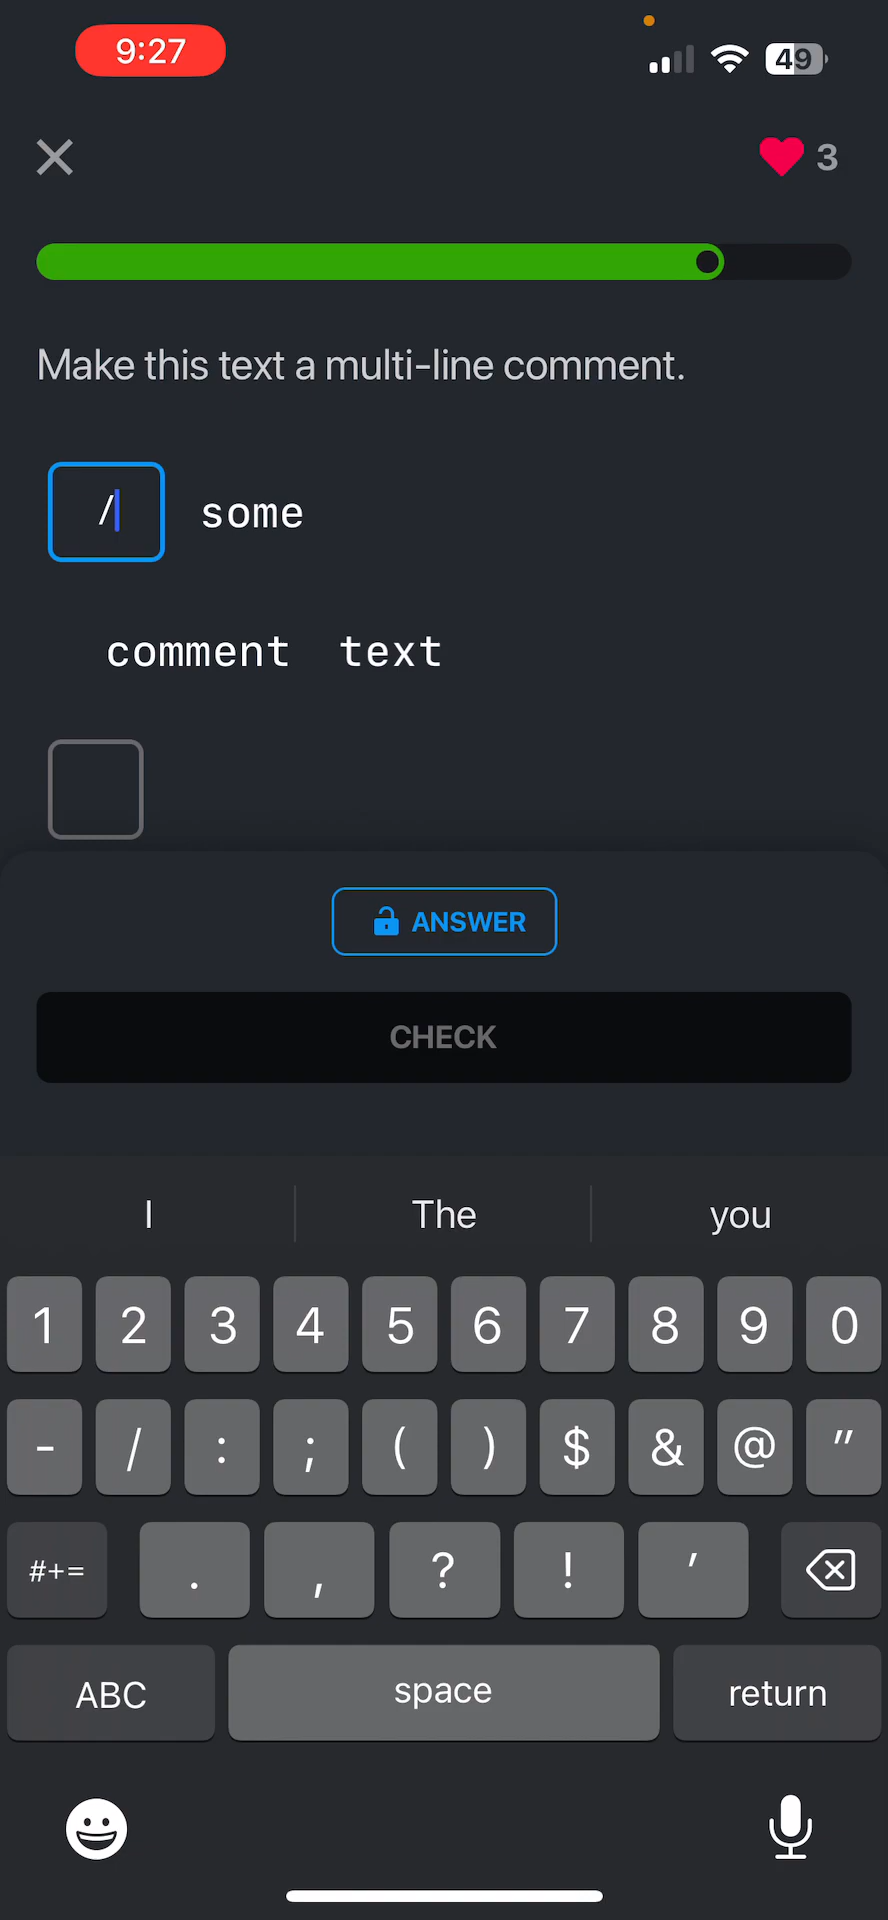 9:27
49
3
Make this text a multi-line comment.
/ some
comment text
ANSWER
CHECK
I The you
1 2 3 4 5 6 7 8 9 0
- / : ; ( ) $ & @ "
#+= . , ? ! '
ABC space return